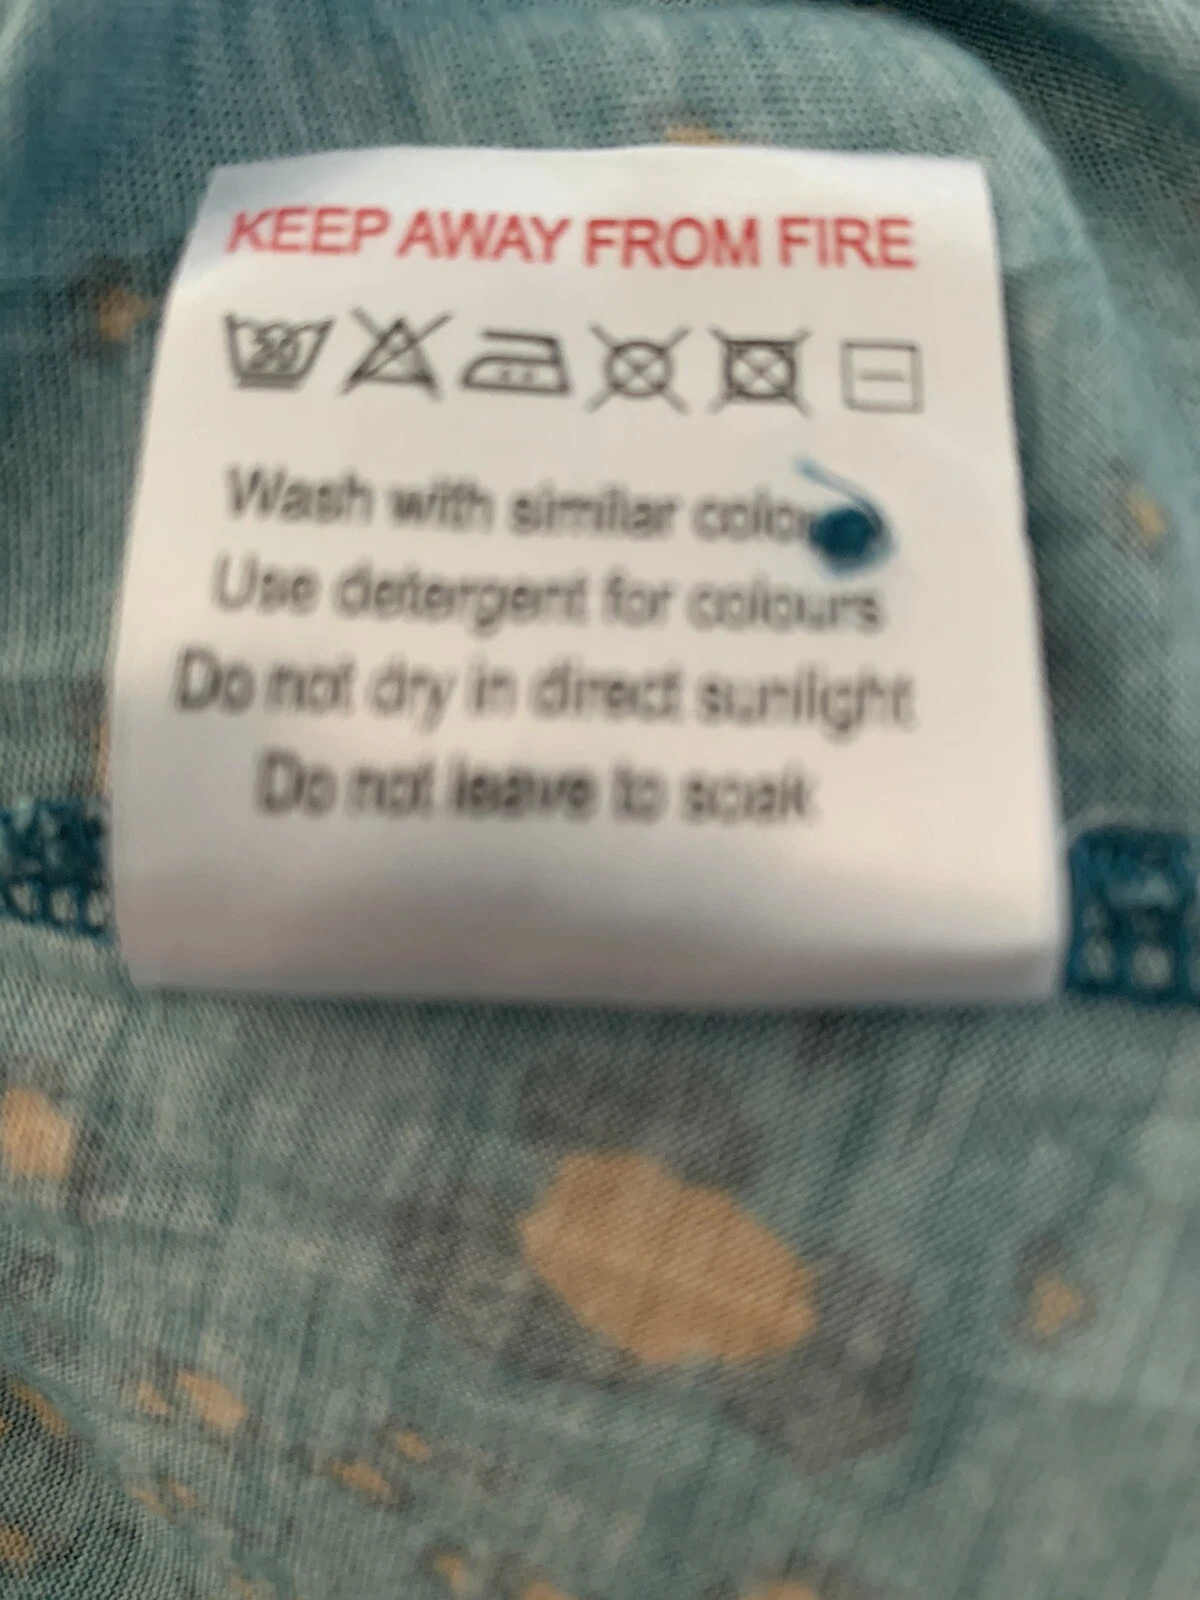 KEEP AWAY FROM FIRE
30
Wash with similar
Use detergent for colours
Do not dry in direct sunlight
Do not leave to soak